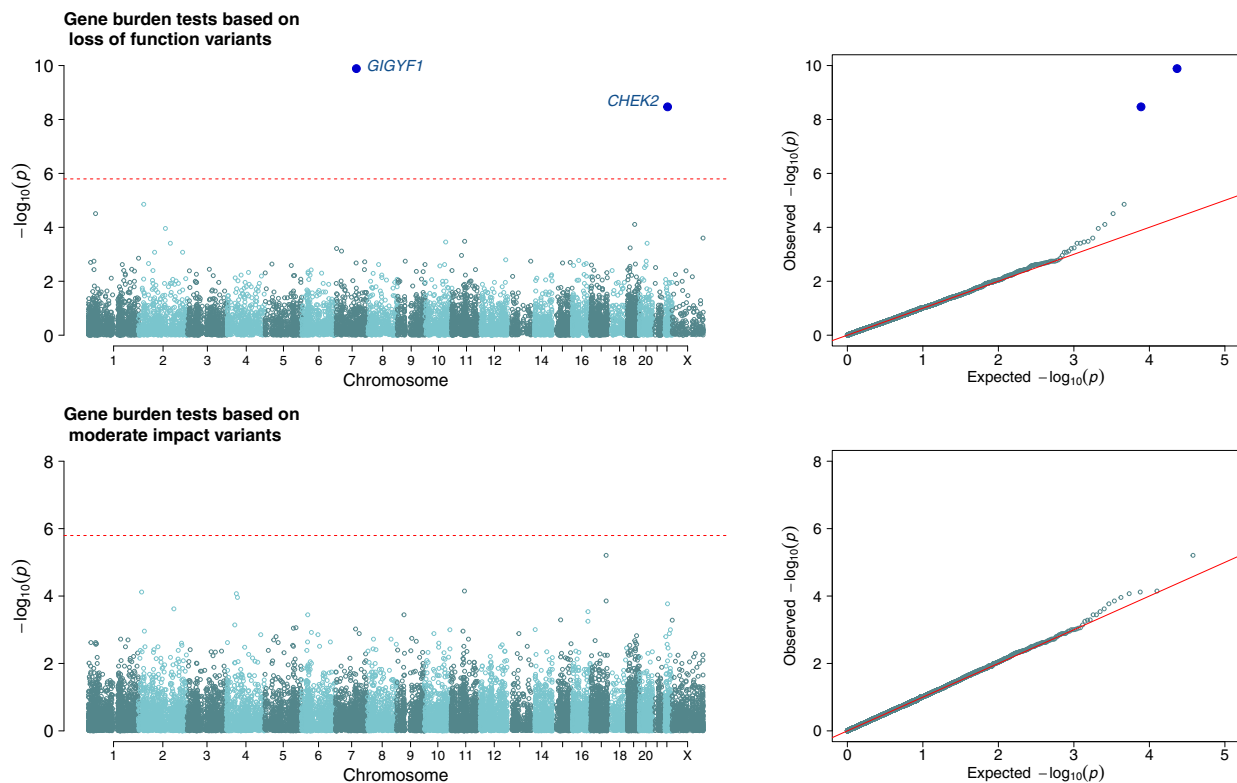 Gene burden tests based on
loss of function variants
10
8
6
4
2
0
−log10(p)
GIGYF1
CHEK2
1 2 3 4 5 6 7 8 9 10 11 12 14 16 18 20 X
Chromosome
10
8
6
4
2
0
Observed −log10(p)
0 1 2 3 4 5
Expected −log10(p)
Gene burden tests based on
moderate impact variants
8
6
4
2
0
−log10(p)
1 2 3 4 5 6 7 8 9 10 11 12 14 16 18 20 X
Chromosome
8
6
4
2
0
Observed −log10(p)
0 1 2 3 4 5
Expected −log10(p)